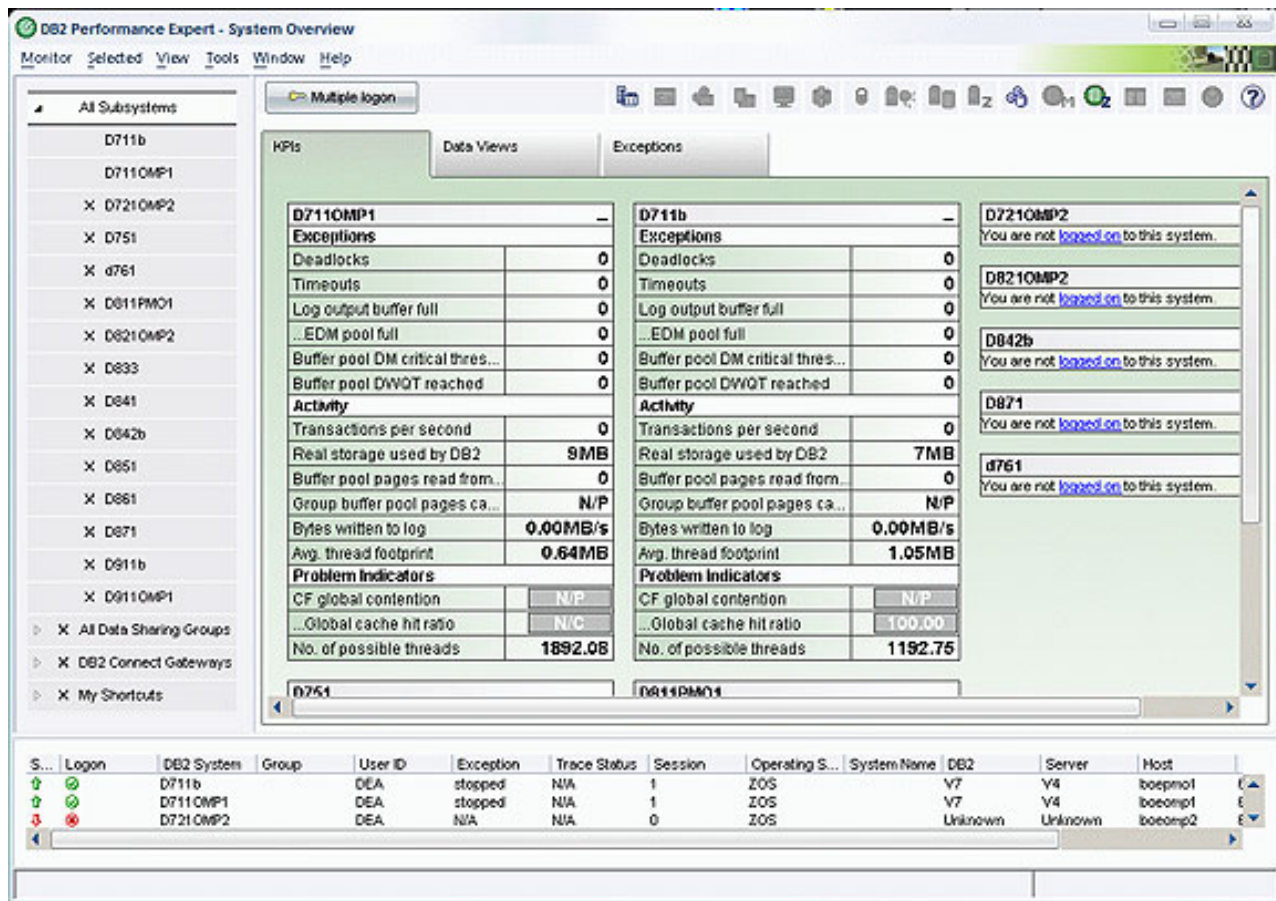 DB2 Performance Expert - System Overview
Monitor Selected View Tools Window Help
All Subsystems
D711b
D711OMP1
D721OMP2
D751
d761
D811PMO1
D821OMP2
D833
D841
D842b
D851
D861
D871
D911b
D911OMP1
All Data Sharing Groups
DB2 Connect Gateways
My Shortcuts
Multiple logon
KPIs Data Views Exceptions
D711OMP1
Exceptions
Deadlocks 0
Timeouts 0
Log output buffer full 0
...EDM pool full 0
Buffer pool DM critical thres... 0
Buffer pool DWQT reached 0
Activity
Transactions per second 0
Real storage used by DB2 9MB
Buffer pool pages read from... 0
Group buffer pool pages ca... N/P
Bytes written to log 0.00MB/s
Avg. thread footprint 0.64MB
Problem Indicators
CF global contention N/P
...Global cache hit ratio N/C
No. of possible threads 1892.08
D751
D711b
Exceptions
Deadlocks 0
Timeouts 0
Log output buffer full 0
...EDM pool full 0
Buffer pool DM critical thres... 0
Buffer pool DWQT reached 0
Activity
Transactions per second 0
Real storage used by DB2 7MB
Buffer pool pages read from... 0
Group buffer pool pages ca... N/P
Bytes written to log 0.00MB/s
Avg. thread footprint 1.05MB
Problem Indicators
CF global contention N/P
...Global cache hit ratio 100.00
No. of possible threads 1192.75
D811PMO1
D721OMP2
You are not logged on to this system.
D821OMP2
You are not logged on to this system.
D842b
You are not logged on to this system.
D871
You are not logged on to this system.
d761
You are not logged on to this system.
S... Logon DB2 System Group User ID Exception Trace Status Session Operating S... System Name DB2 Server Host
D711b DEA stopped N/A 1 ZOS V7 V4 boepmo1
D711OMP1 DEA stopped N/A 1 ZOS V7 V4 boeomp1
D721OMP2 DEA N/A N/A 0 ZOS Unknown Unknown boeomp2